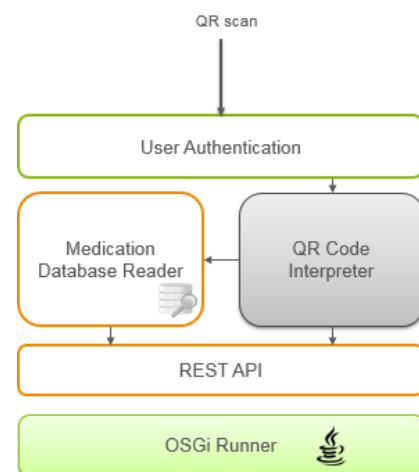 QR scan
User Authentication
Medication
Database Reader
QR Code
Interpreter
REST API
OSGi Runner